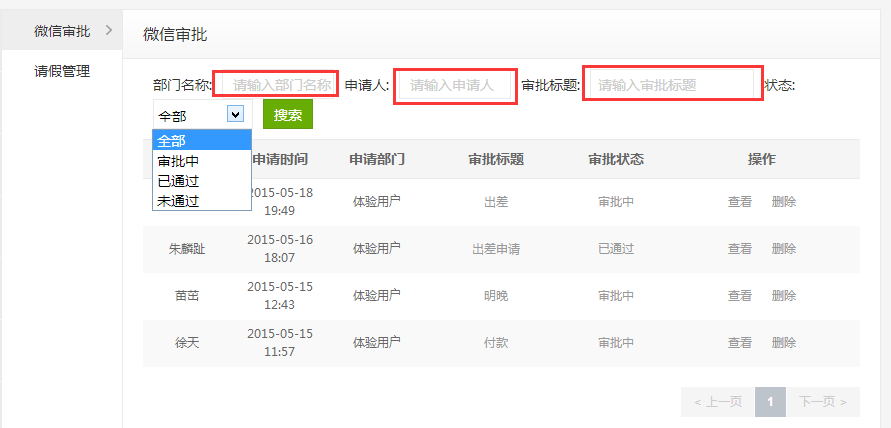 微信审批
请假管理
微信审批
部门名称: 请输入部门名称 申请人: 请输入申请人 审批标题: 请输入审批标题 状态:
全部 搜索
全部
审批中
已通过
未通过
申请时间 申请部门 审批标题 审批状态 操作
2015-05-18
19:49 体验用户 出差 审批中 查看 删除
朱麟趾 2015-05-16
18:07 体验用户 出差申请 已通过 查看 删除
苗茁 2015-05-15
12:43 体验用户 明晚 审批中 查看 删除
徐天 2015-05-15
11:57 体验用户 付款 审批中 查看 删除
< 上一页 1 下一页 >